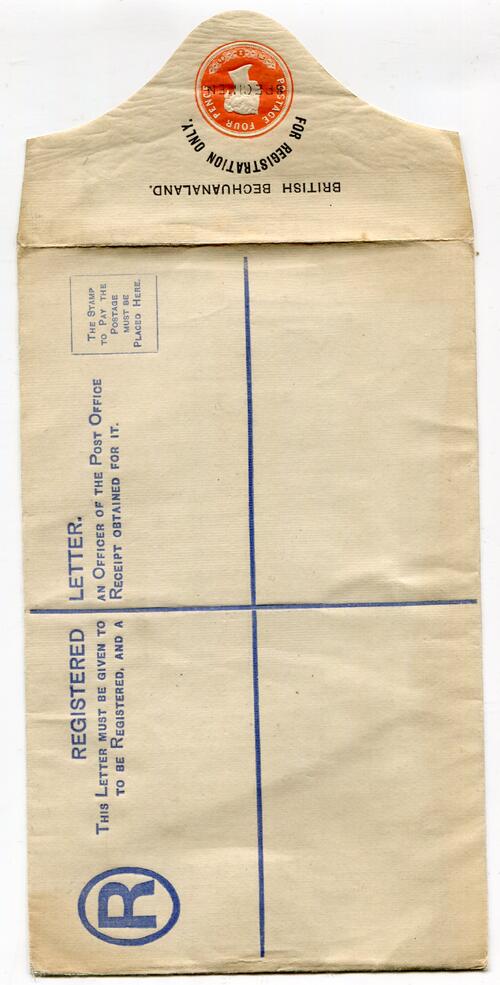 POSTAGE FOUR PENCE
SPECIMEN
FOR REGISTRATION ONLY.
BRITISH BECHUANALAND.
THE STAMP
TO PAY THE
POSTAGE
MUST BE
PLACED HERE.
REGISTERED LETTER.
THIS LETTER MUST BE GIVEN TO AN OFFICER OF THE POST OFFICE
TO BE REGISTERED, AND A RECEIPT OBTAINED FOR IT.
R